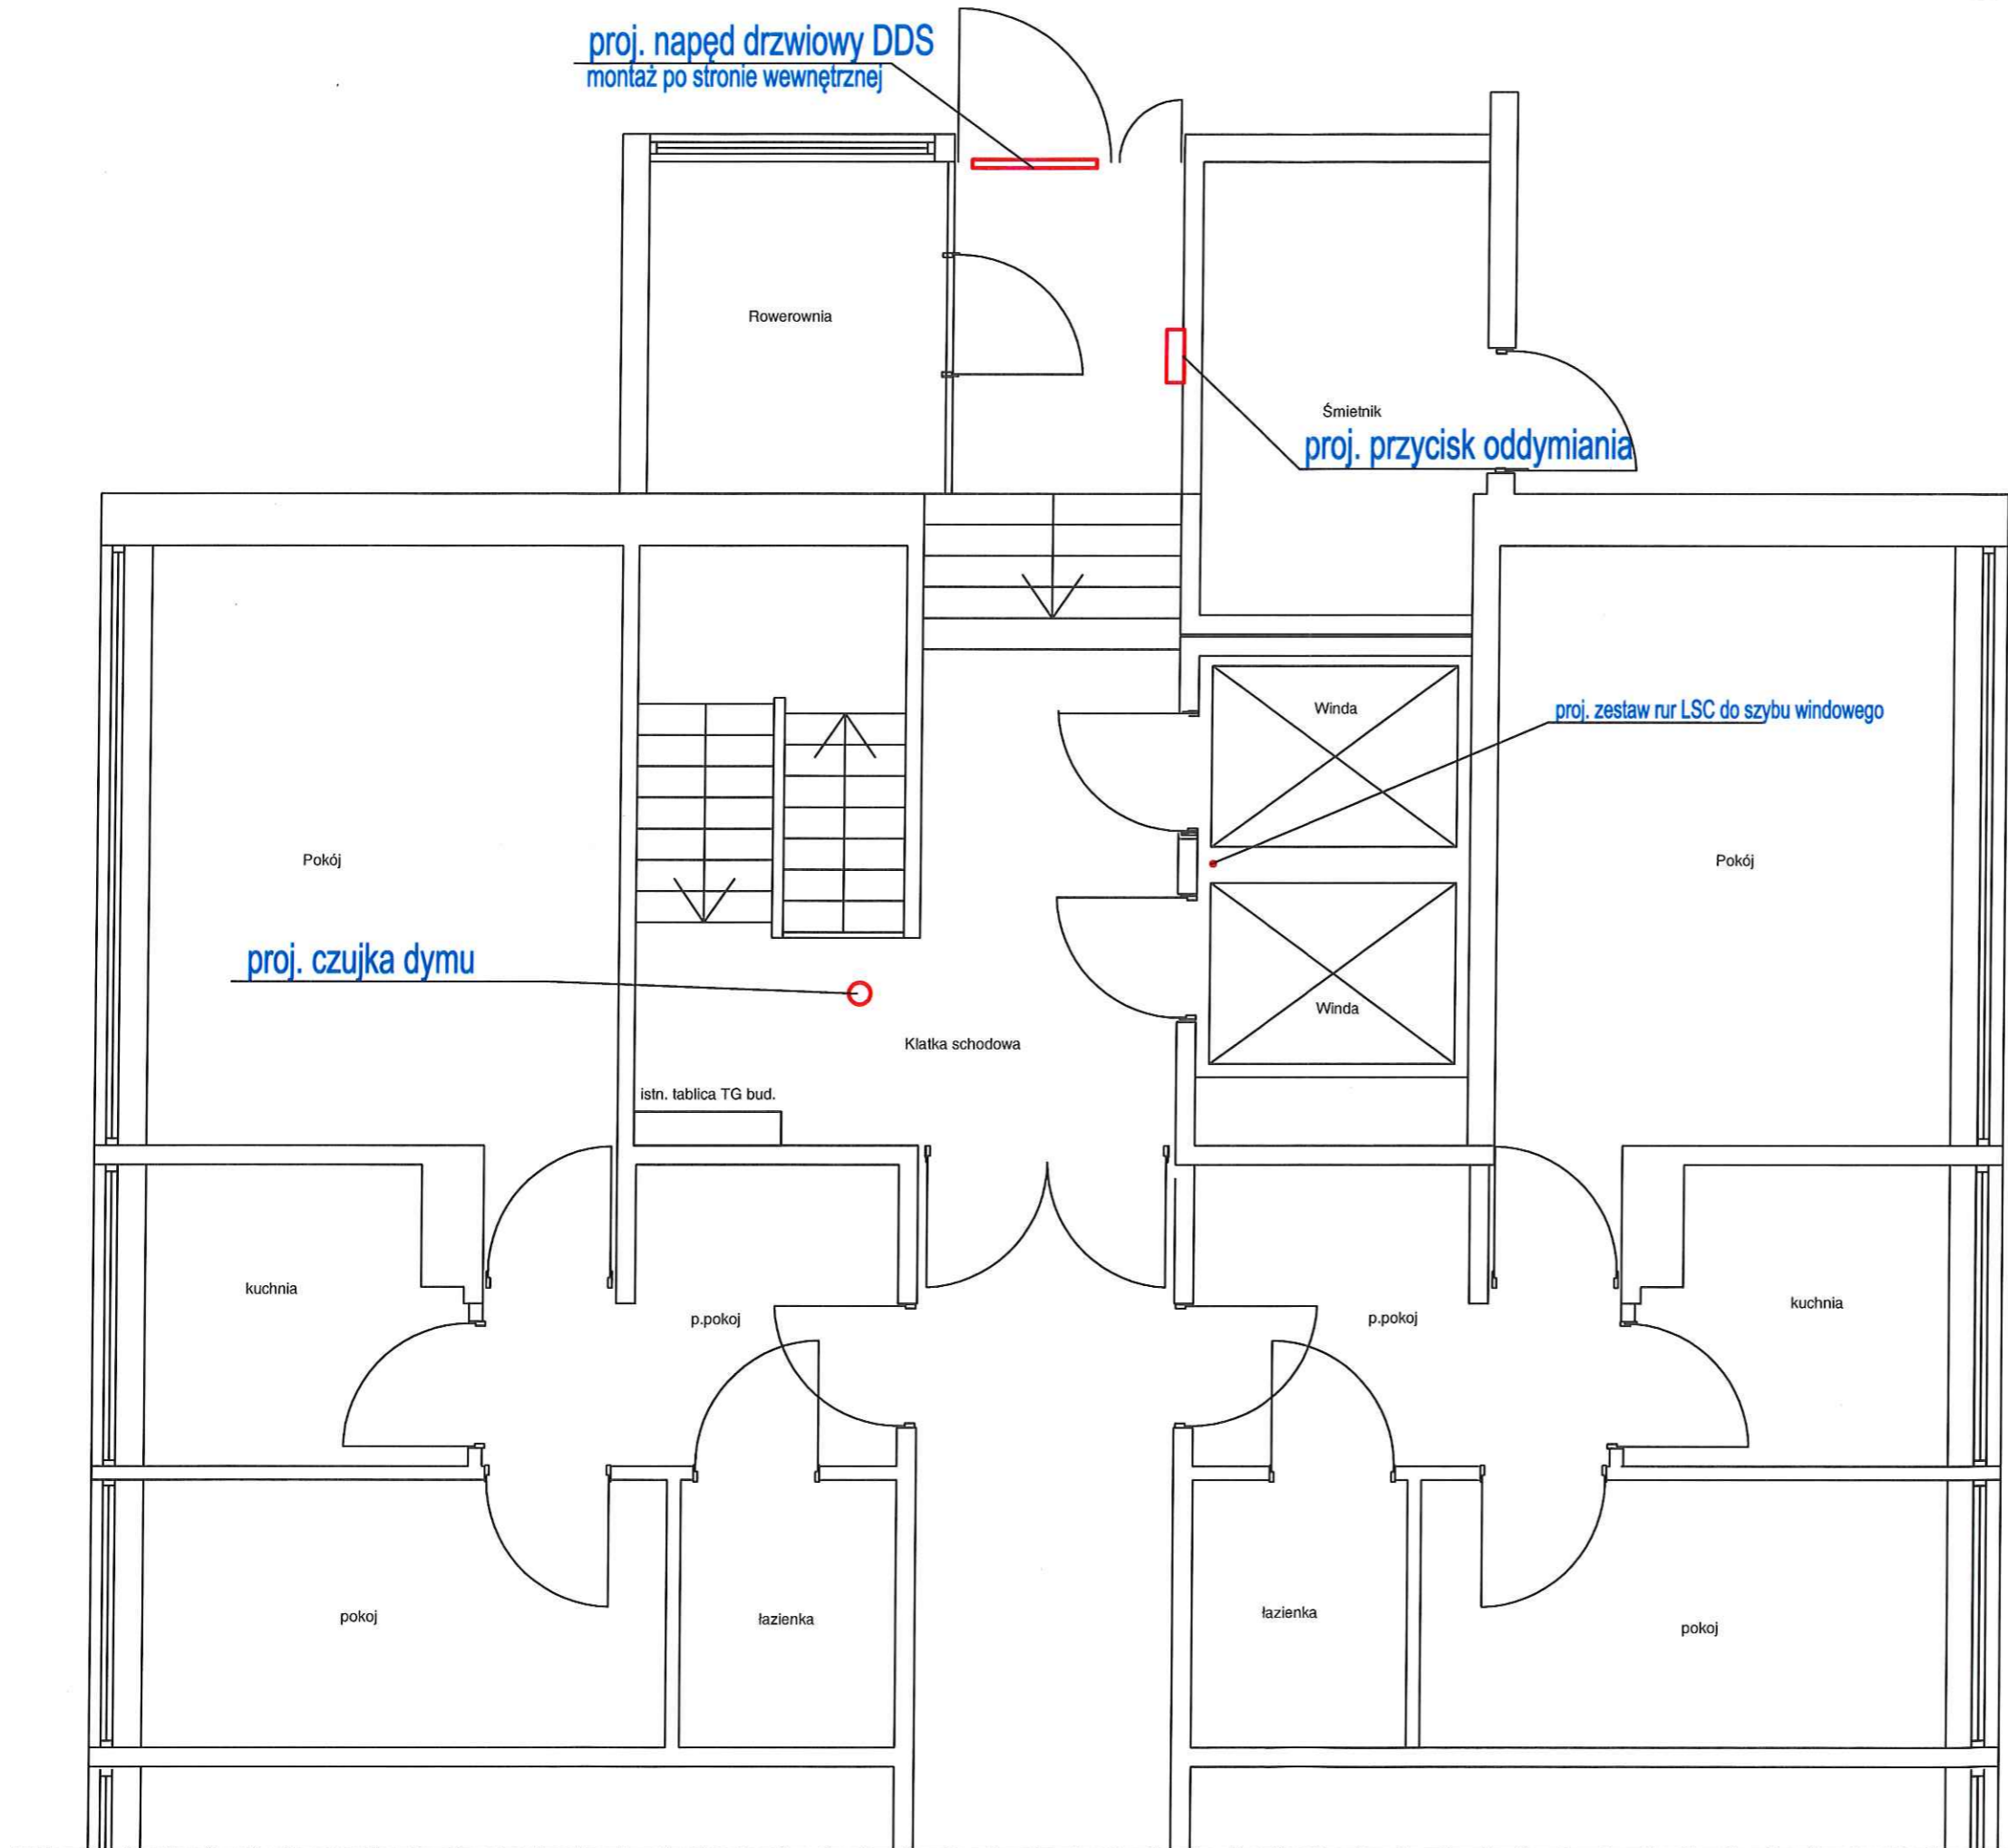 proj. napęd drzwiowy DDS
montaż po stronie wewnętrznej
Rowerownia
Śmietnik
proj. przycisk oddymiania
Winda
proj. zestaw rur LSC do szybu windowego
Pokój
Pokój
proj. czujka dymu
Winda
Klatka schodowa
istn. tablica TG bud.
kuchnia
p.pokoj
p.pokoj
kuchnia
pokoj
łazienka
łazienka
pokoj